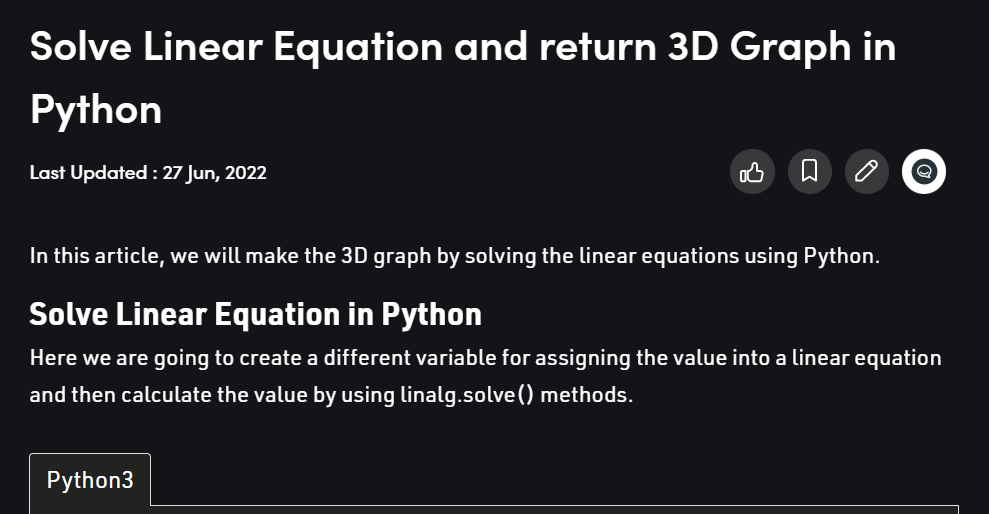 Solve Linear Equation and return 3D Graph in
Python
Last Updated : 27 Jun, 2022
In this article, we will make the 3D graph by solving the linear equations using Python.
Solve Linear Equation in Python
Here we are going to create a different variable for assigning the value into a linear equation
and then calculate the value by using linalg.solve() methods.
Python3